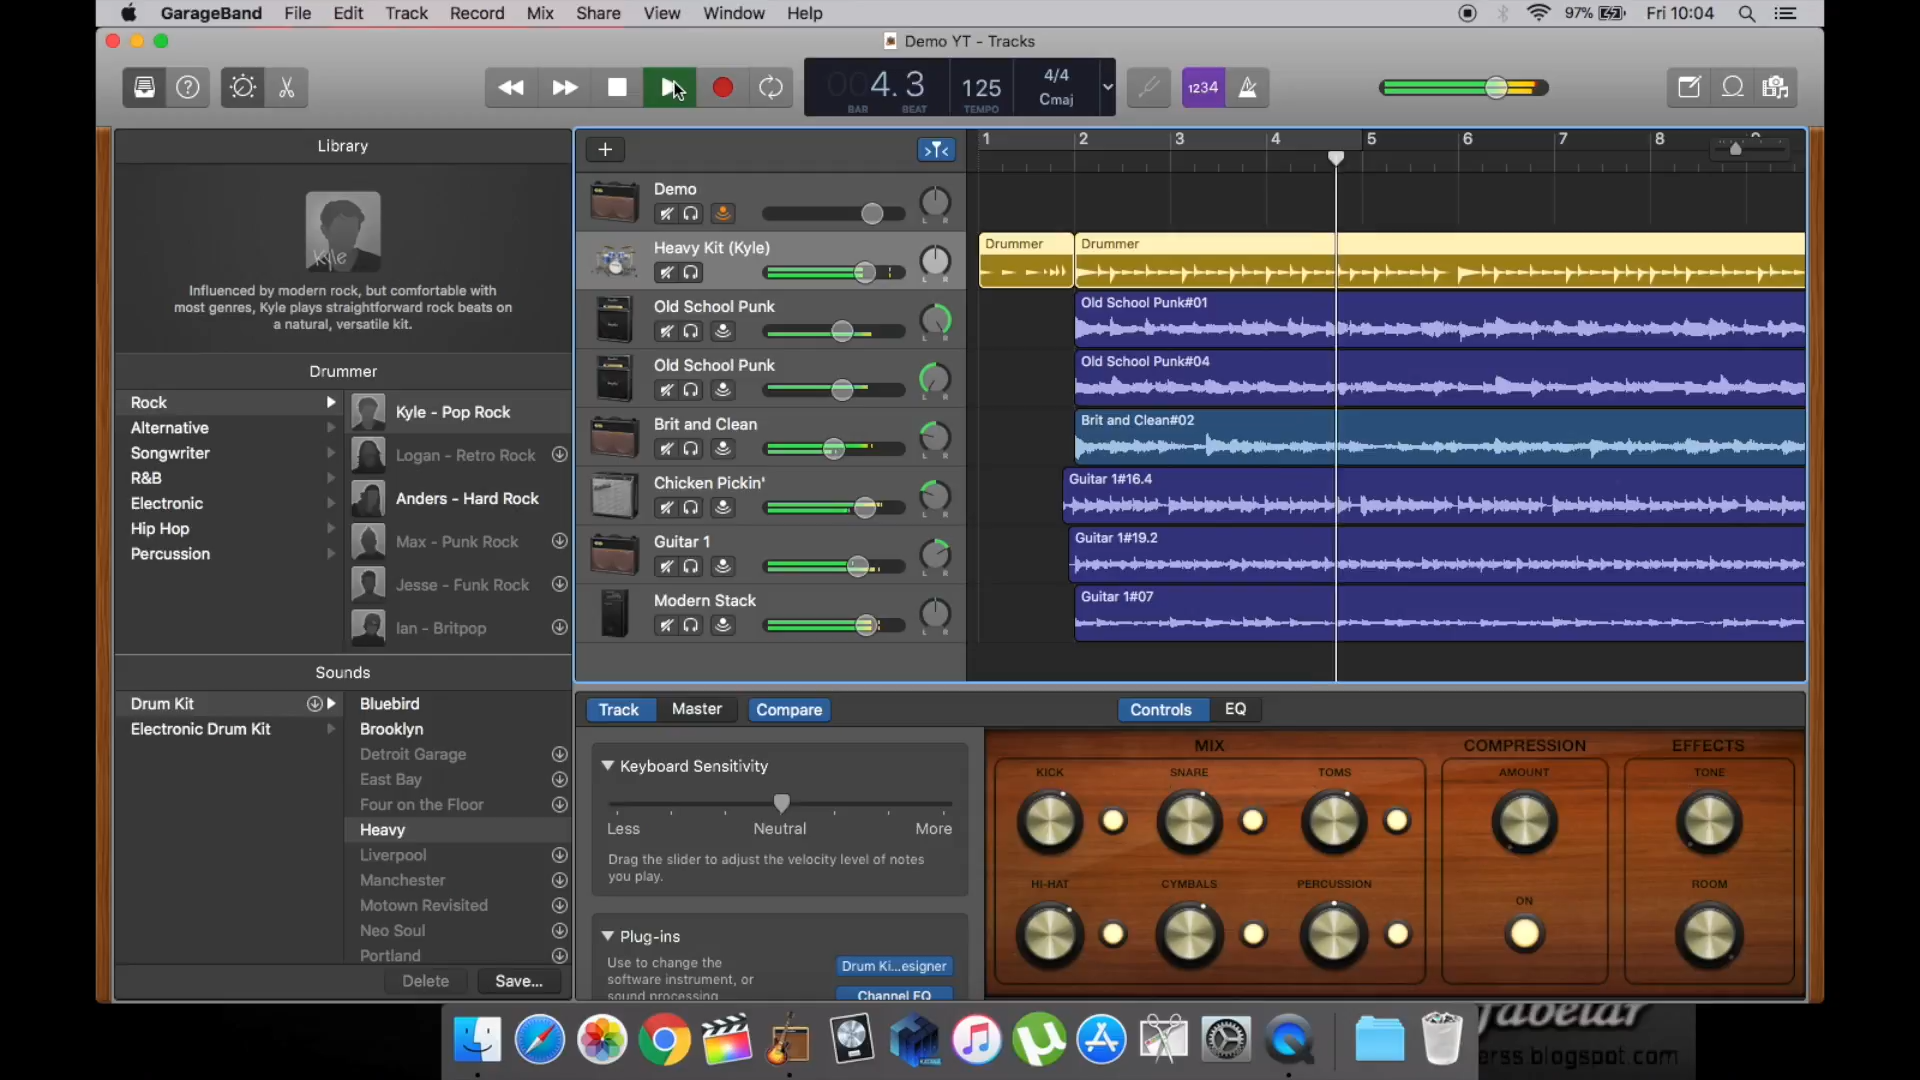 GarageBand File Edit Track Record Mix Share View Window Help
97% Fri 10:04
Demo YT - Tracks
4.3 125 4/4 Cmaj
BAR BEAT TEMPO
1234
Library
1 2 3 4 5 6 7 8
Kyle
Influenced by modern rock, but comfortable with
most genres, Kyle plays straightforward rock beats on
a natural, versatile kit.
Drummer
Rock
Alternative
Songwriter
R&B
Electronic
Hip Hop
Percussion
Kyle - Pop Rock
Logan - Retro Rock
Anders - Hard Rock
Max - Punk Rock
Jesse - Funk Rock
Ian - Britpop
Sounds
Drum Kit
Electronic Drum Kit
Bluebird
Brooklyn
Detroit Garage
East Bay
Four on the Floor
Heavy
Liverpool
Manchester
Motown Revisited
Neo Soul
Portland
Delete Save...
Demo
L R
Heavy Kit (Kyle)
L R
Old School Punk
L R
Old School Punk
L R
Brit and Clean
L R
Chicken Pickin'
L R
Guitar 1
L R
Modern Stack
L R
Drummer Drummer
Old School Punk#01
Old School Punk#04
Brit and Clean#02
Guitar 1#16.4
Guitar 1#19.2
Guitar 1#07
Track Master Compare Controls EQ
Keyboard Sensitivity
Less Neutral More
Drag the slider to adjust the velocity level of notes
you play.
Plug-ins
Use to change the
software instrument, or
sound processing
Drum Ki...esigner
Channel EQ
MIX COMPRESSION EFFECTS
KICK SNARE TOMS AMOUNT TONE
HI-HAT CYMBALS PERCUSSION ON ROOM
erss.blogspot.com